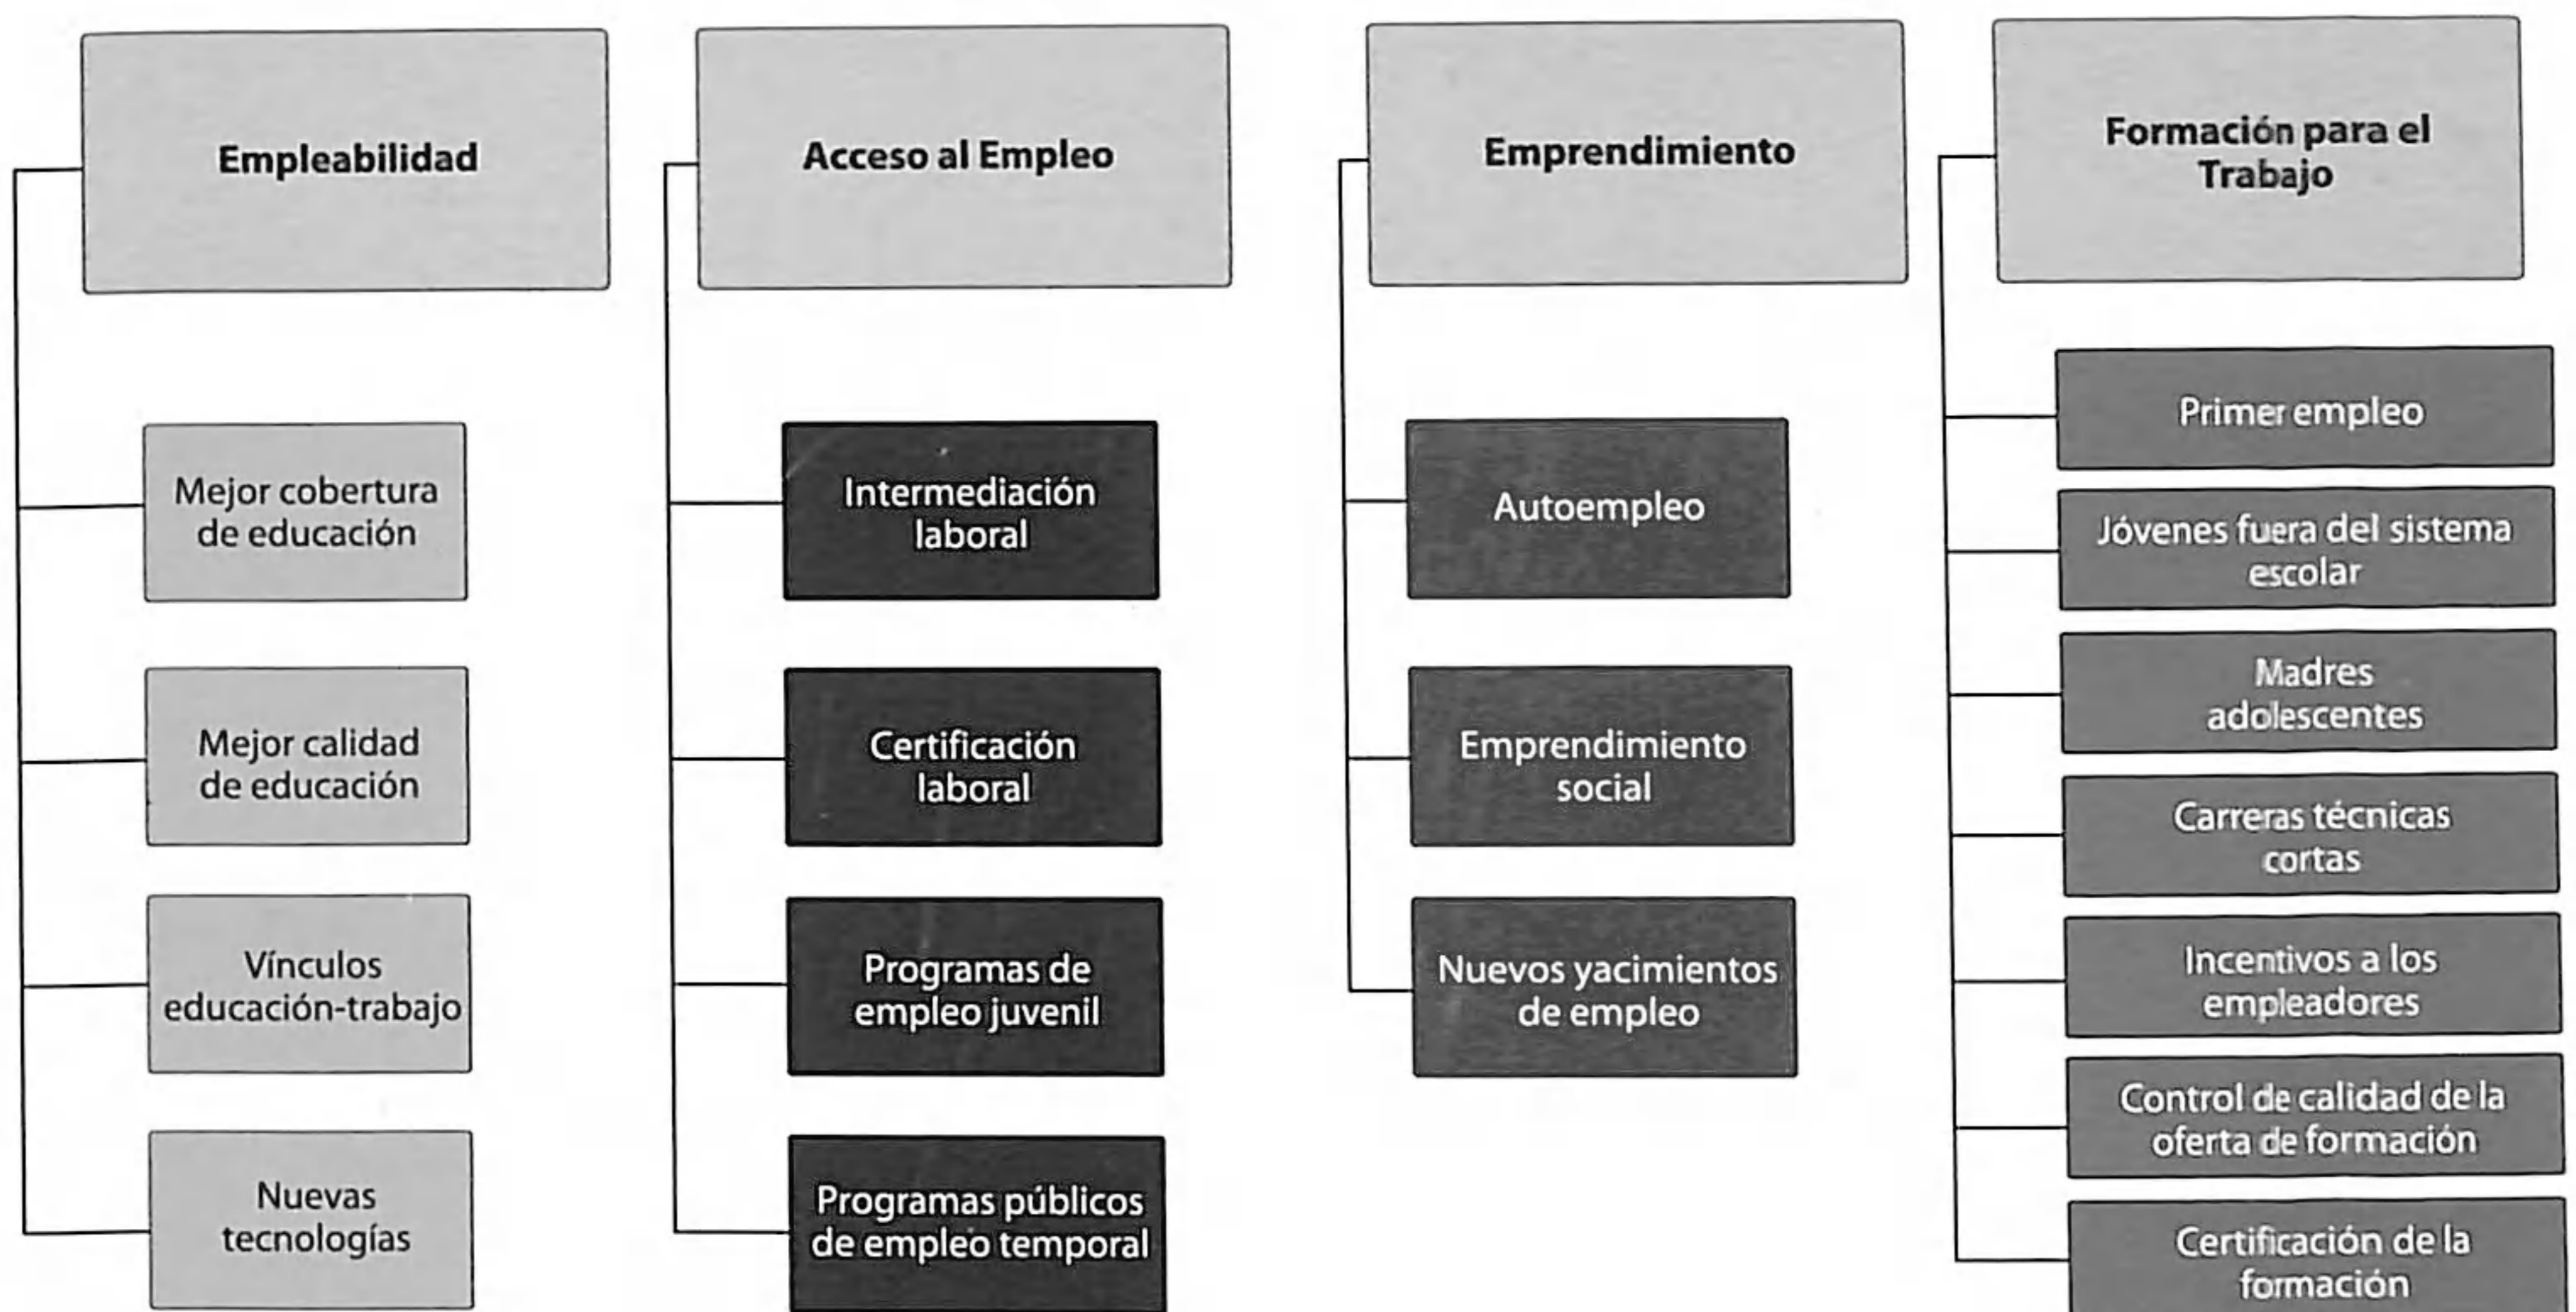 Empleabilidad
Mejor cobertura
de educación
Mejor calidad
de educación
Vínculos
educación-trabajo
Nuevas
tecnologías
Acceso al Empleo
Intermediación
laboral
Certificación
laboral
Programas de
empleo juvenil
Programas públicos
de empleo temporal
Emprendimiento
Autoempleo
Emprendimiento
social
Nuevos yacimientos
de empleo
Formación para el
Trabajo
Primer empleo
Jóvenes fuera del sistema
escolar
Madres
adolescentes
Carreras técnicas
cortas
Incentivos a los
empleadores
Control de calidad de la
oferta de formación
Certificación de la
formación